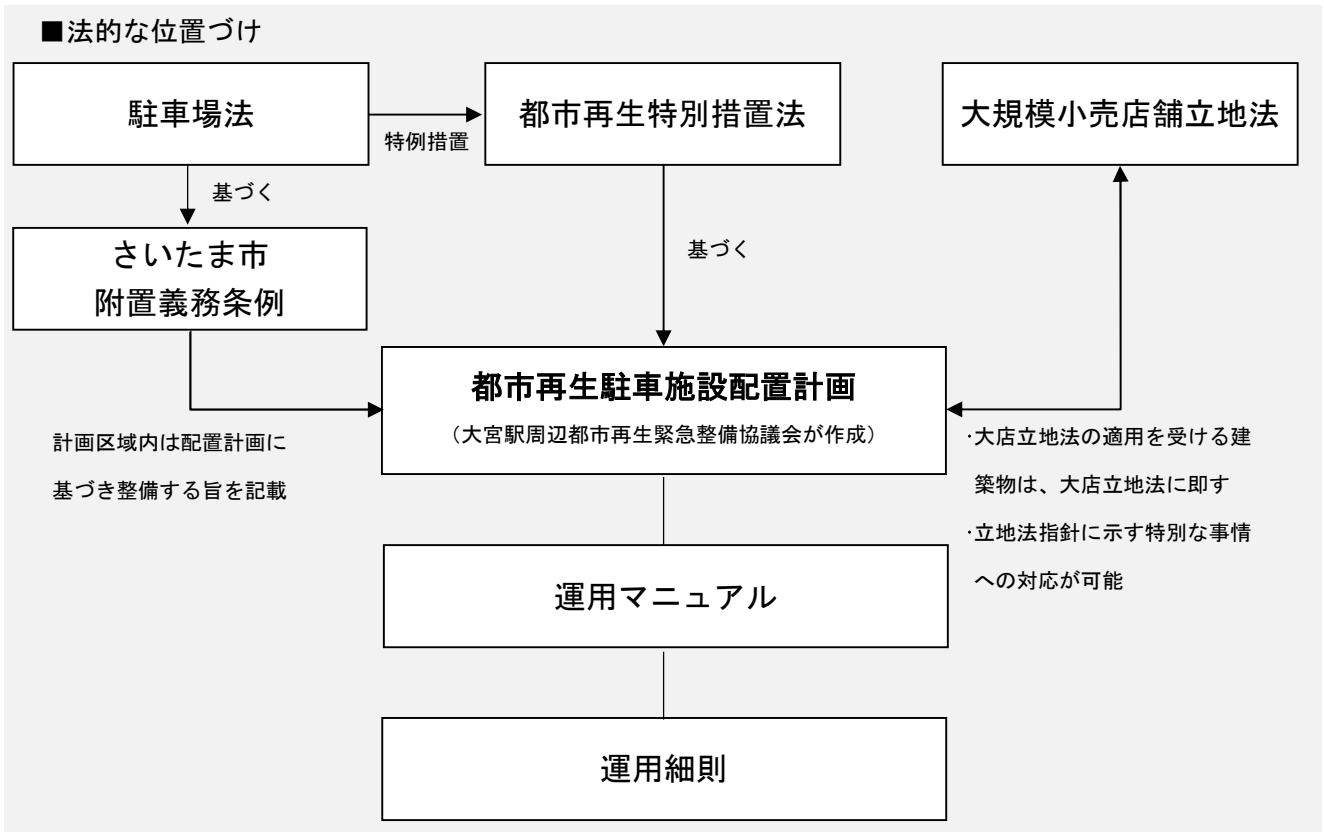 ■法的な位置づけ
駐車場法
特例措置
都市再生特別措置法
大規模小売店舗立地法
基づく
さいたま市
附置義務条例
基づく
都市再生駐車施設配置計画
（大宮駅周辺都市再生緊急整備協議会が作成）
計画区域内は配置計画に
基づき整備する旨を記載
・大店立地法の適用を受ける建
築物は、大店立地法に即す
・立地法指針に示す特別な事情
への対応が可能
運用マニュアル
運用細則